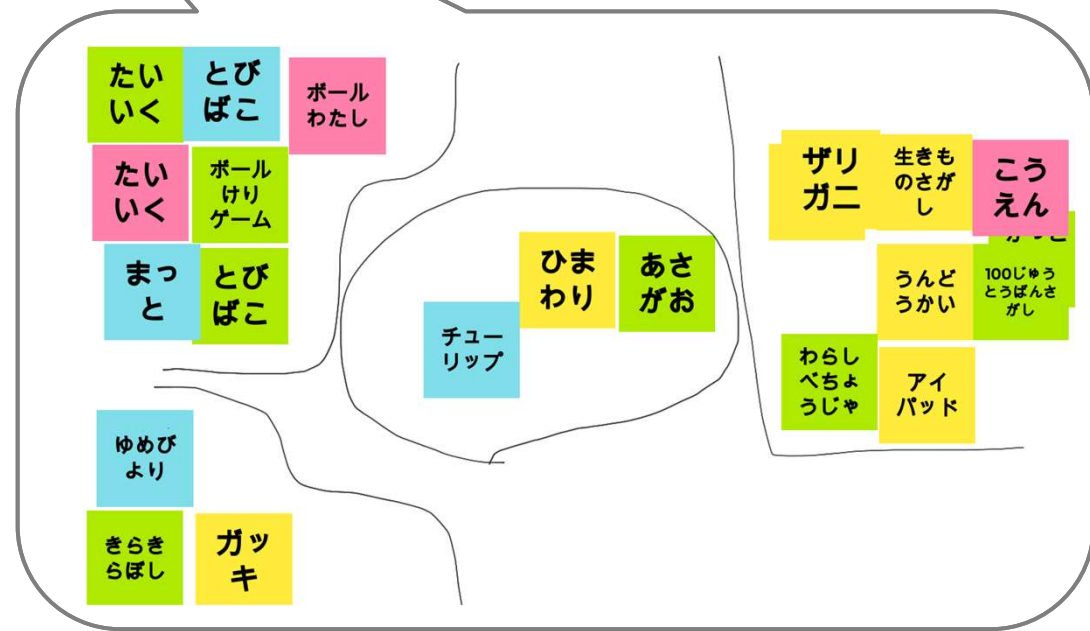 たい
いく
とび
ばこ
ボール
わたし
たい
いく
ボール
けり
ゲーム
まっ
と
とび
ばこ
ゆめび
より
きらき
らぼし
ガッ
キ
チュー
リップ
ひま
わり
あさ
がお
ザリ
ガニ
生きも
のさが
し
こう
えん
うんど
うかい
100じゅう
とうばんさ
がし
わらし
べちょ
うじゃ
アイ
パッド